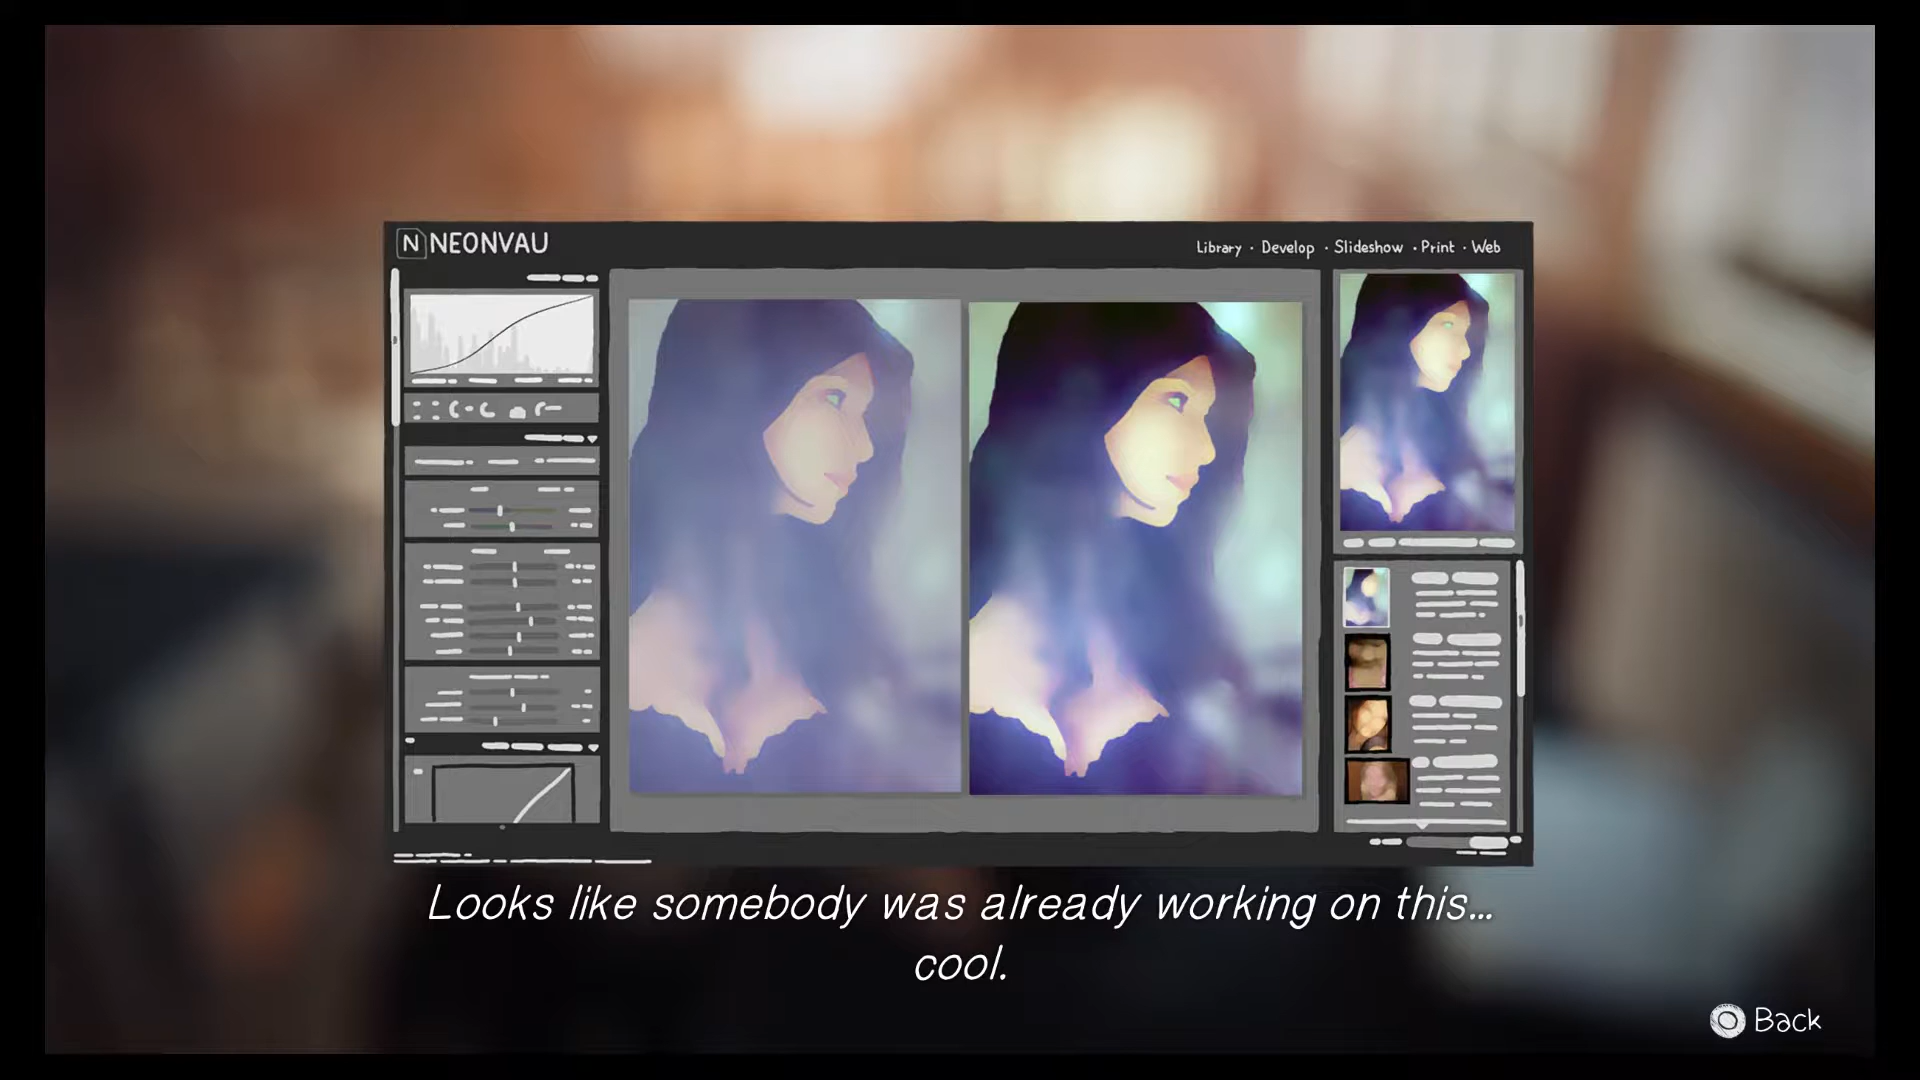 N NEONVAU
Library · Develop · Slideshow · Print · Web
Looks like somebody was already working on this...
cool.
Back